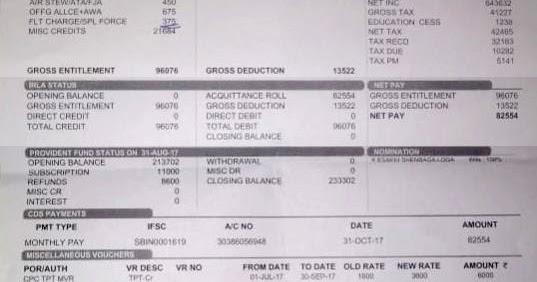 AIR STEW/ATA/FJA 450 NET INC 643632
OFFG ALLCE+AWA 675 GROSS TAX 41227
FLT CHARGE/SPL FORCE 375 EDUCATION CESS 1238
MISC CREDITS 21684 NET TAX 42465
TAX RECD 32183
TAX DUE 10282
TAX PM 5141
GROSS ENTITLEMENT 96076 GROSS DEDUCTION 13522
IRLA STATUS NET PAY
OPENING BALANCE 0 ACQUITTANCE ROLL 82554 GROSS ENTITLEMENT 96076
GROSS ENTITLEMENT 96076 GROSS DEDUCTION 13522 GROSS DEDUCTION 13522
DIRECT CREDIT 0 DIRECT DEBIT 0 NET PAY 82554
TOTAL CREDIT 96076 TOTAL DEBIT 96076
CLOSING BALANCE 0
PROVIDENT FUND STATUS ON 31-AUG-17 NOMINATION
OPENING BALANCE 213702 WITHDRAWAL 0
SUBSCRIPTION 11000 MISC DR 0
REFUNDS 8600 CLOSING BALANCE 233302
MISC CR 0
INTEREST 0
CDS PAYMENTS
PMT TYPE IFSC A/C NO DATE AMOUNT
MONTHLY PAY SBIN0001619 30386056948 31-OCT-17 82554
MISCELLANEOUS VOUCHERS
POR/AUTH VR DESC VR NO FROM DATE TO DATE OLD RATE NEW RATE AMOUNT ₹
CPC TPT MVR TPT-Cr 01-JUL-17 30-SEP-17 1600 3600 6000